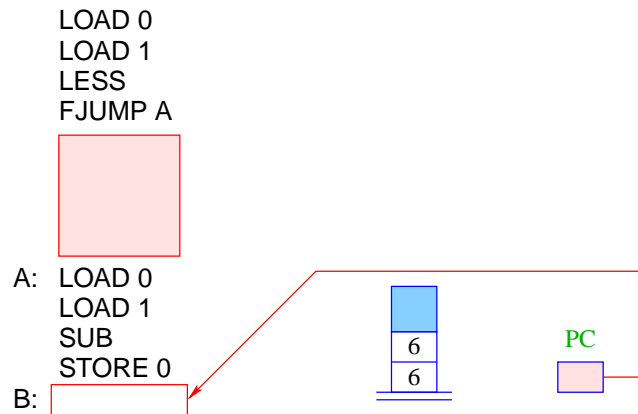 LOAD 0
LOAD 1
LESS
FJUMP A
A: LOAD 0
LOAD 1
SUB
STORE 0
B:
6
6
PC